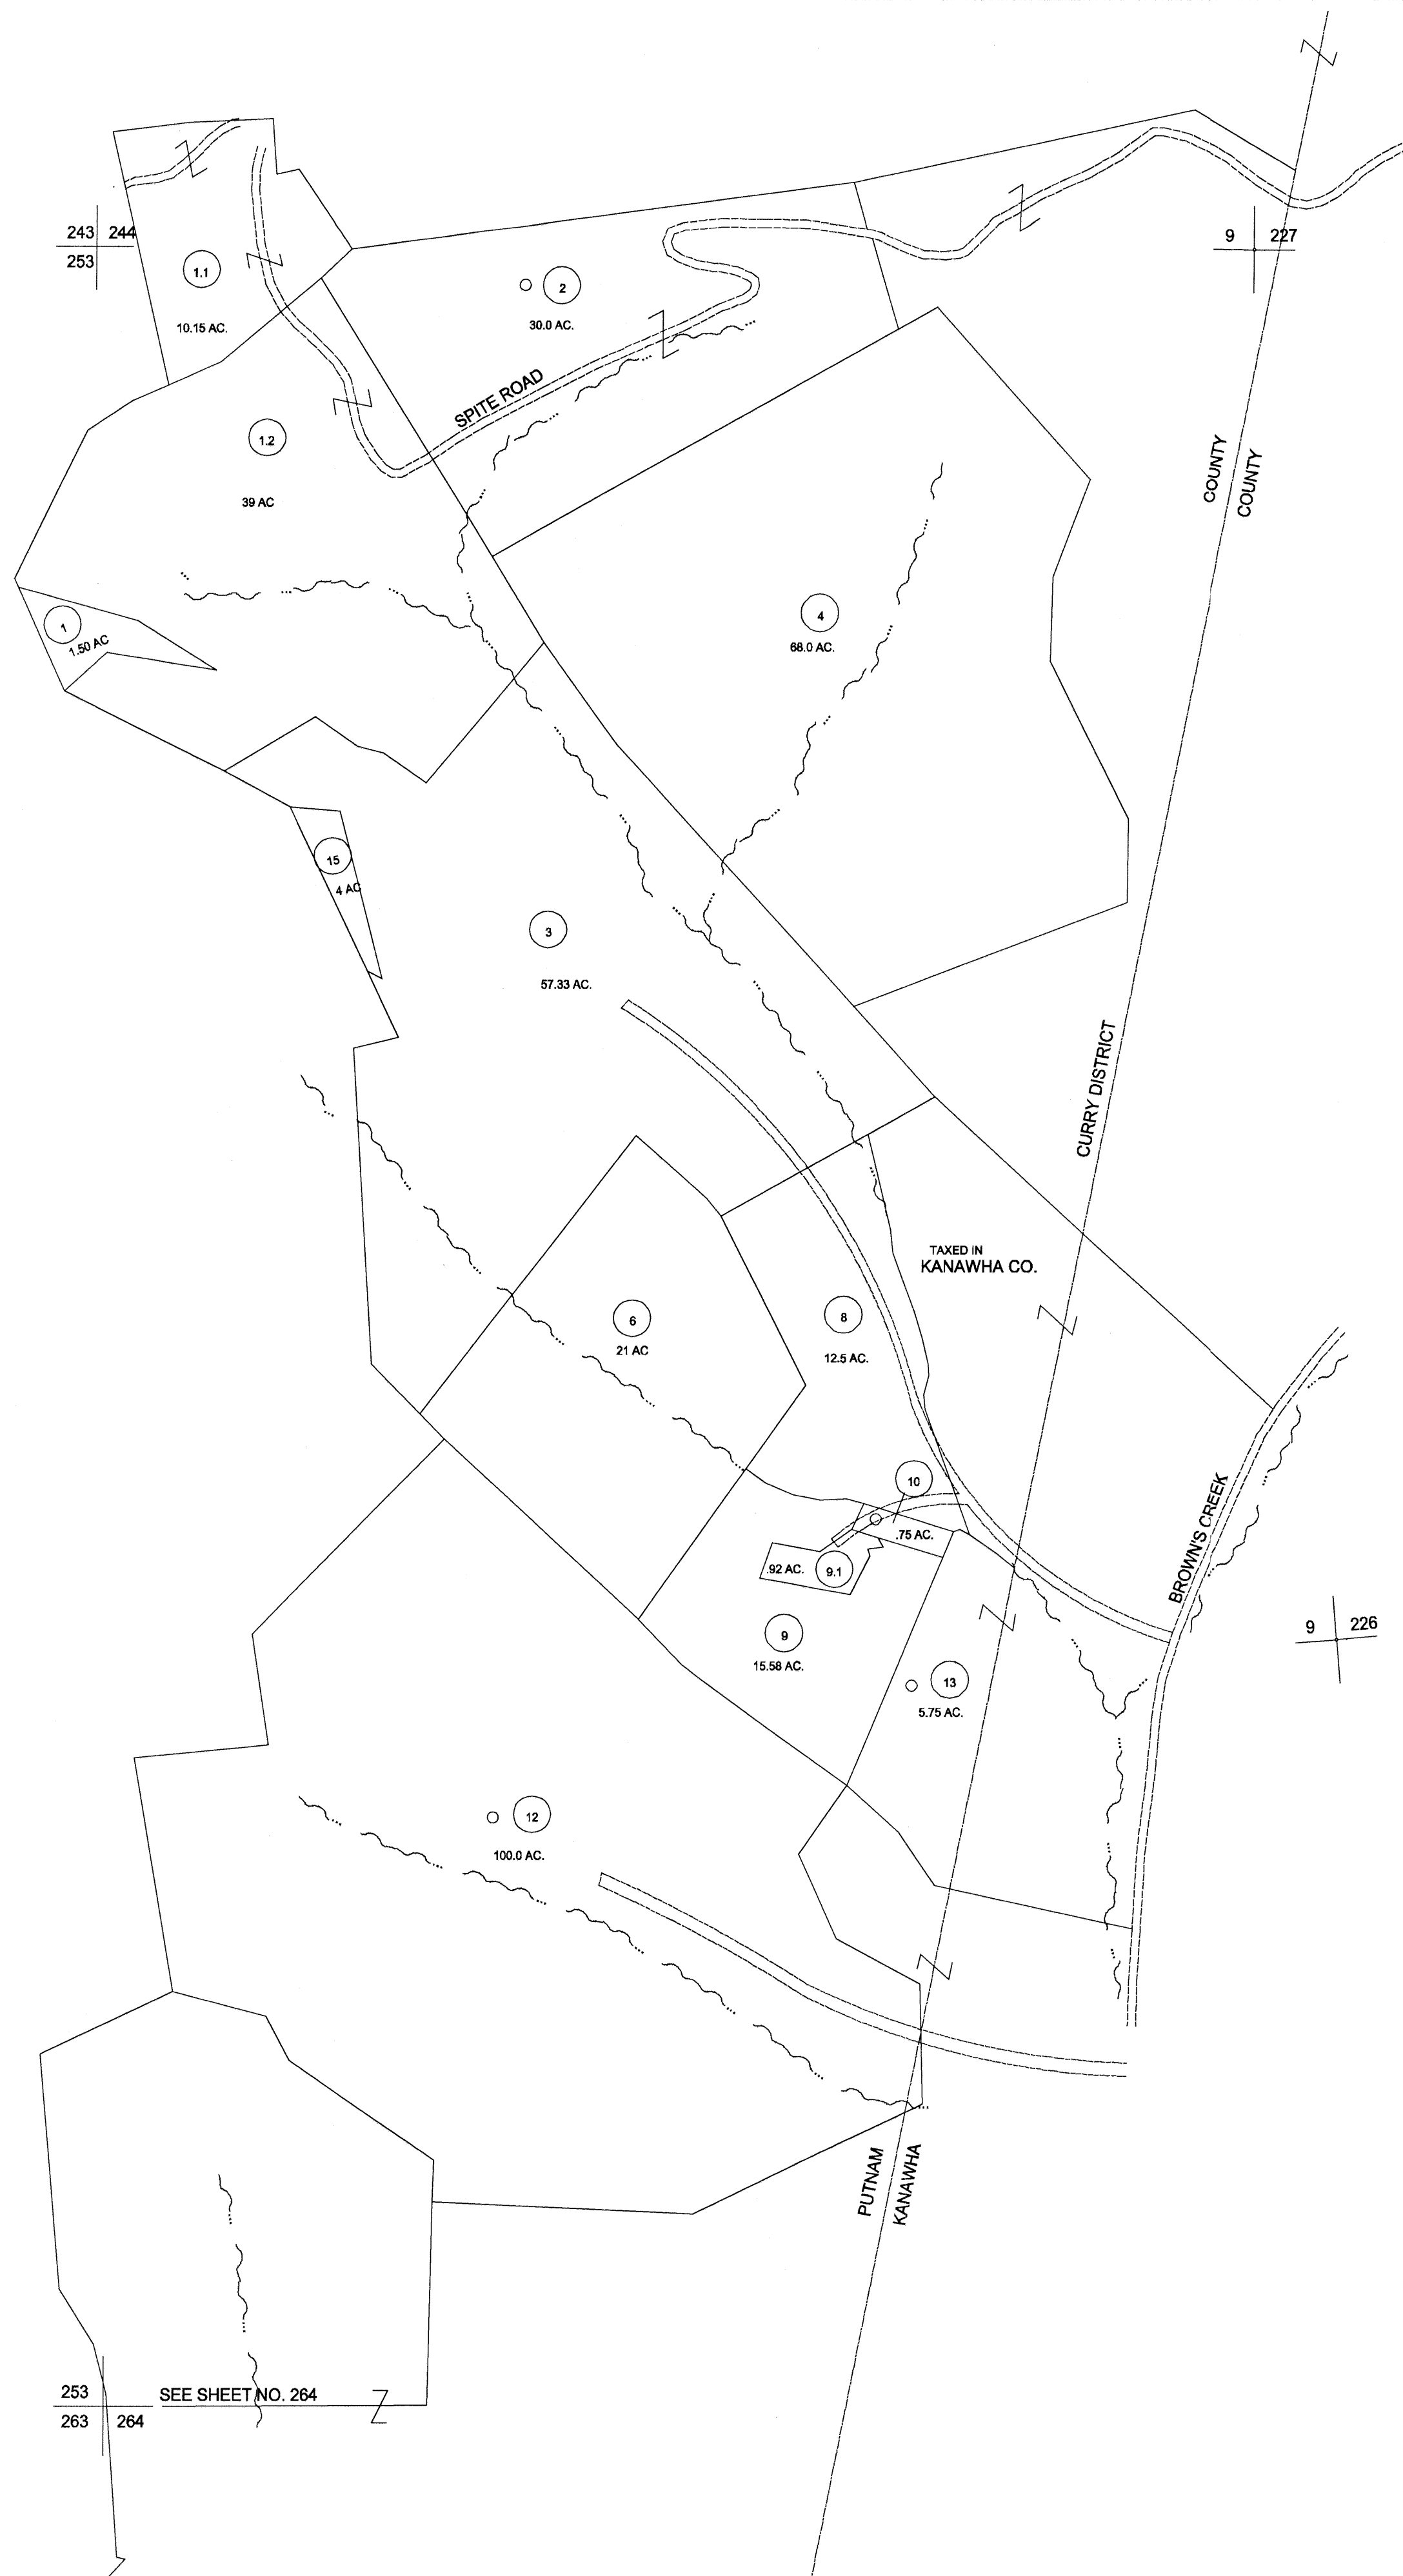 243 244
253
9 227
1.1
10.15 AC.
2
30.0 AC.
SPITE ROAD
1.2
39 AC
COUNTY
COUNTY
1
1.50 AC
4
68.0 AC.
15
4 AC
3
57.33 AC.
CURRY DISTRICT
TAXED IN
KANAWHA CO.
6
21 AC
8
12.5 AC.
10
.75 AC.
.92 AC.
9.1
BROWN'S CREEK
9
15.58 AC.
9 226
13
5.75 AC.
12
100.0 AC.
PUTNAM
KANAWHA
253
SEE SHEET NO. 264
263 264